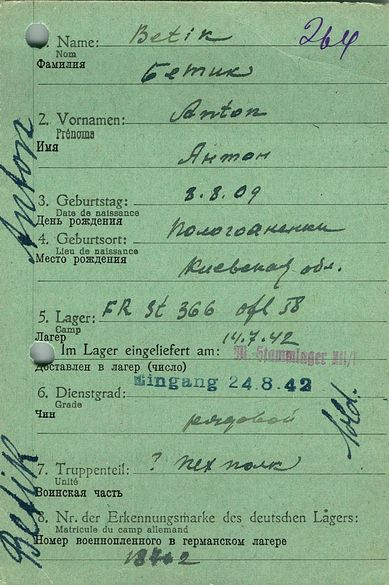 1. Name: Betik
264
Nom
Фамилия
Бетик
2. Vornamen: Anton
Prénoms
Имя
Антон
3. Geburtstag: 3.8.09
Date de naissance
День рождения
4. Geburtsort:
Lieu de naissance
Место рождения
Киевская обл.
5. Lager: FR St 366 ofl 58
Camp
Лагерь
14.7.42
Im Lager eingeliefert am:
M. Stammlager
Доставлен в лагерь (число)
Eingang 24.8.42
6. Dienstgrad:
Grade
Чин
рядовой
Sold.
7. Truppenteil: ? пех полк
Unité
Воинская часть
8. Nr. der Erkennungsmarke des deutschen Lagers:
Matricule du camp allemand
Номер военнопленного в германском лагере
Betik Anton